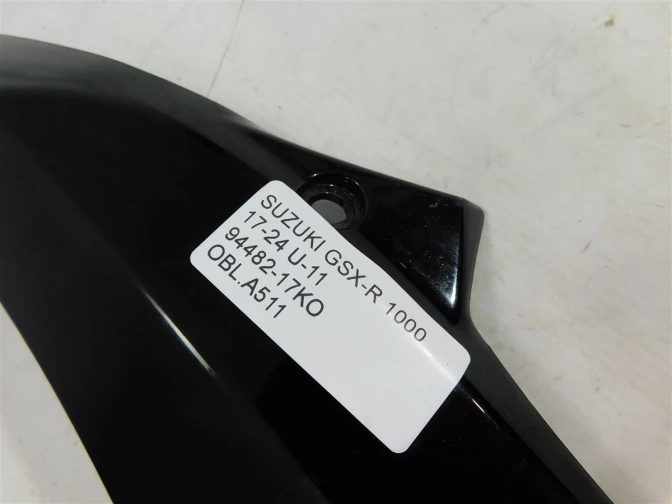 SUZUKI GSX-R 1000
17-24 U-11
94482-17KO
OBL.A511